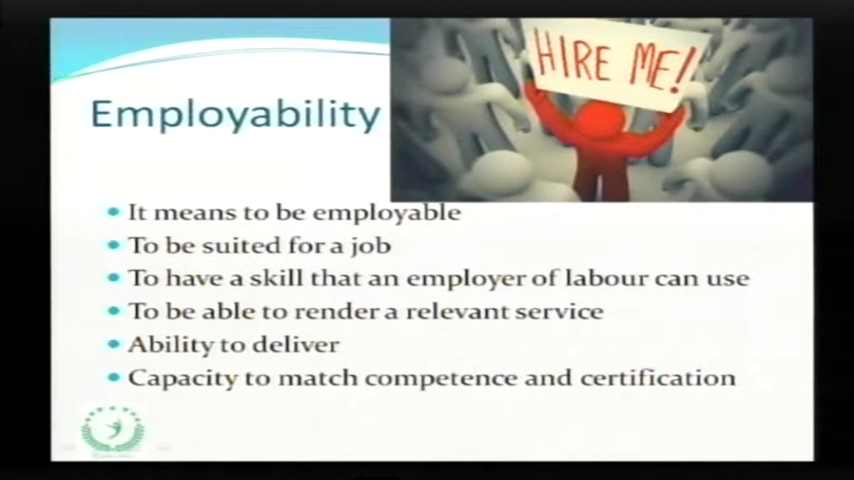 HIRE ME!
Employability
• It means to be employable
• To be suited for a job
• To have a skill that an employer of labour can use
• To be able to render a relevant service
• Ability to deliver
• Capacity to match competence and certification